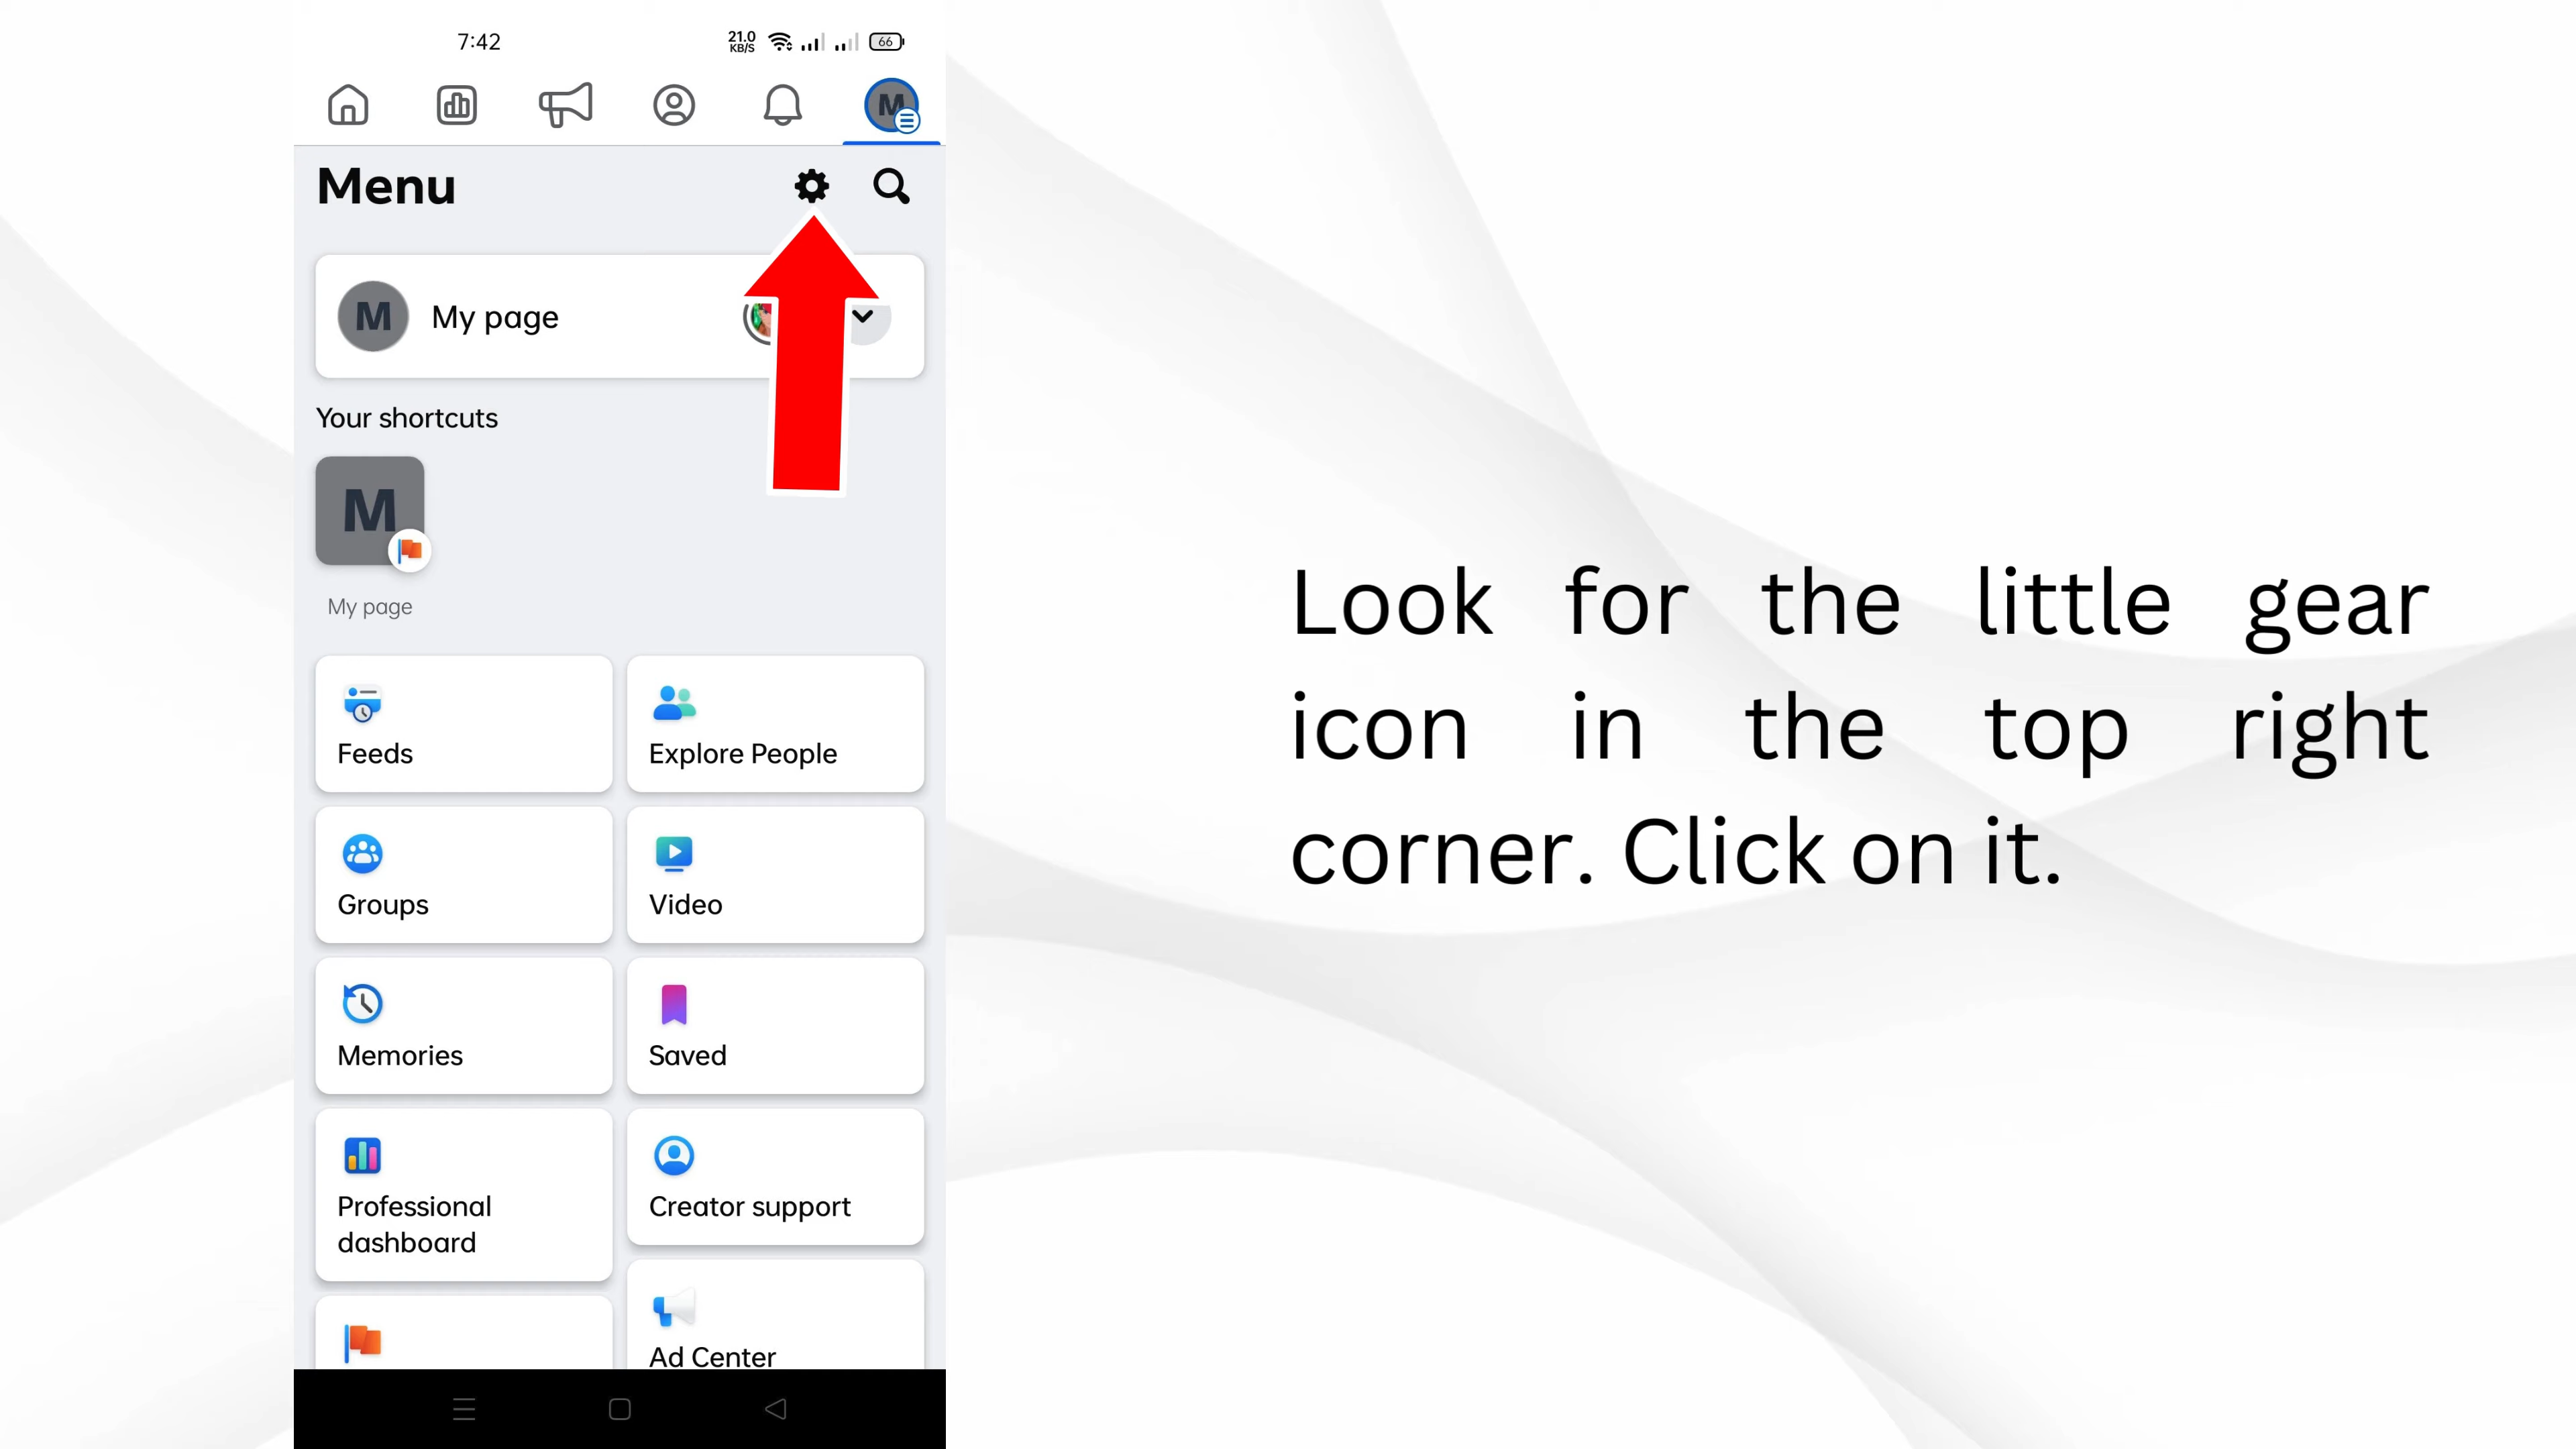 7:42
21.0
KB/S
66
M
Menu
M
My page
Your shortcuts
M
My page
Feeds
Explore People
Groups
Video
Memories
Saved
Professional
dashboard
Creator support
Ad Center
Look for the little gear
icon in the top right
corner. Click on it.